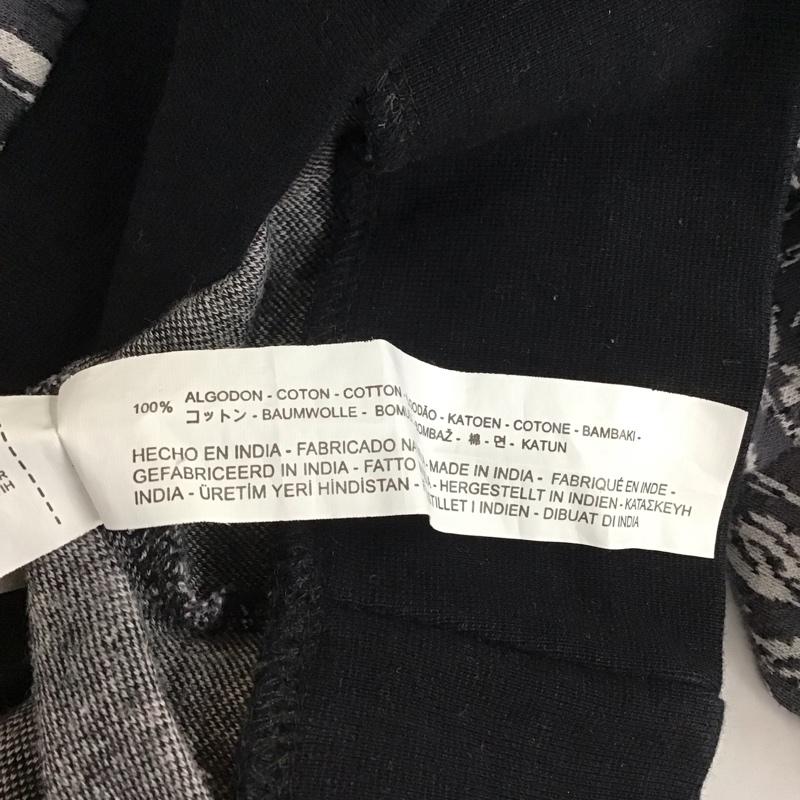 100% ALGODON - COTON - COTTON - KATOEN - COTONE - BAMBAKI -
コットン - BAUMWOLLE - 棉 - 면 - KATUN
HECHO EN INDIA - FABRICADO MADE IN INDIA - FABRIQUÉ EN INDE -
GEFABRICEERD IN INDIA - FATTO - HERGESTELLT IN INDIEN - ΚΑΤΑΣΚΕΥΗ
INDIA - ÜRETİM YERİ HİNDİSTAN - I INDIEN - DIBUAT DI INDIA